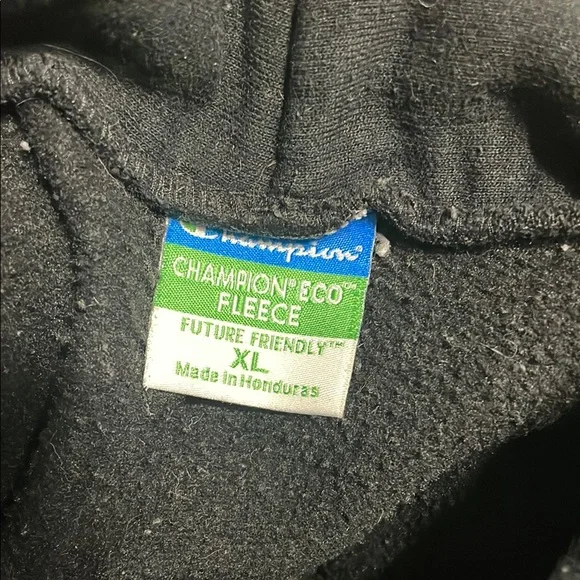 Champion
CHAMPION® ECO™
FLEECE
FUTURE FRIENDLY™
XL
Made in Honduras